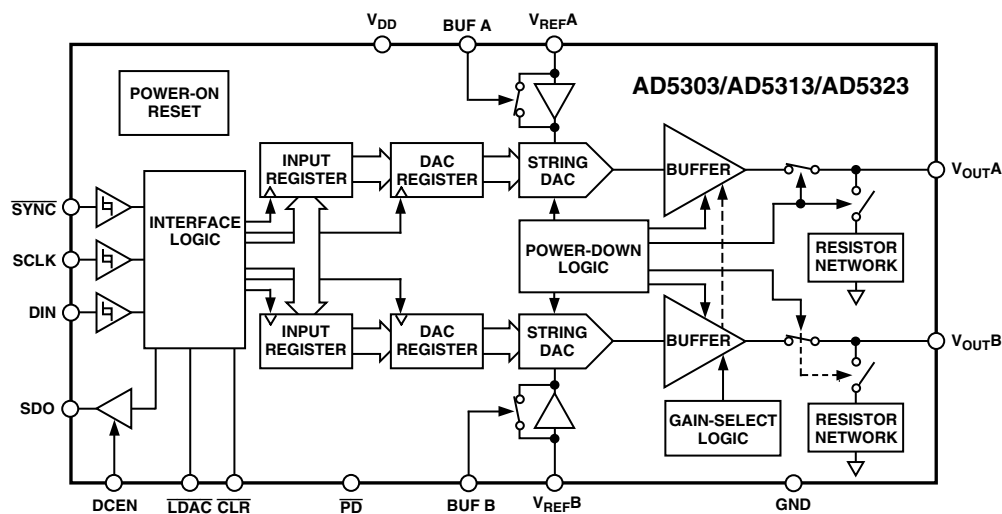 VDD
BUF A
VREFA
POWER-ON
RESET
AD5303/AD5313/AD5323
INPUT
REGISTER
DAC
REGISTER
STRING
DAC
BUFFER
VOUTA
SYNC
SCLK
DIN
INTERFACE
LOGIC
POWER-DOWN
LOGIC
RESISTOR
NETWORK
INPUT
REGISTER
DAC
REGISTER
STRING
DAC
BUFFER
VOUTB
SDO
GAIN-SELECT
LOGIC
RESISTOR
NETWORK
DCEN
LDAC
CLR
PD
BUF B
VREFB
GND